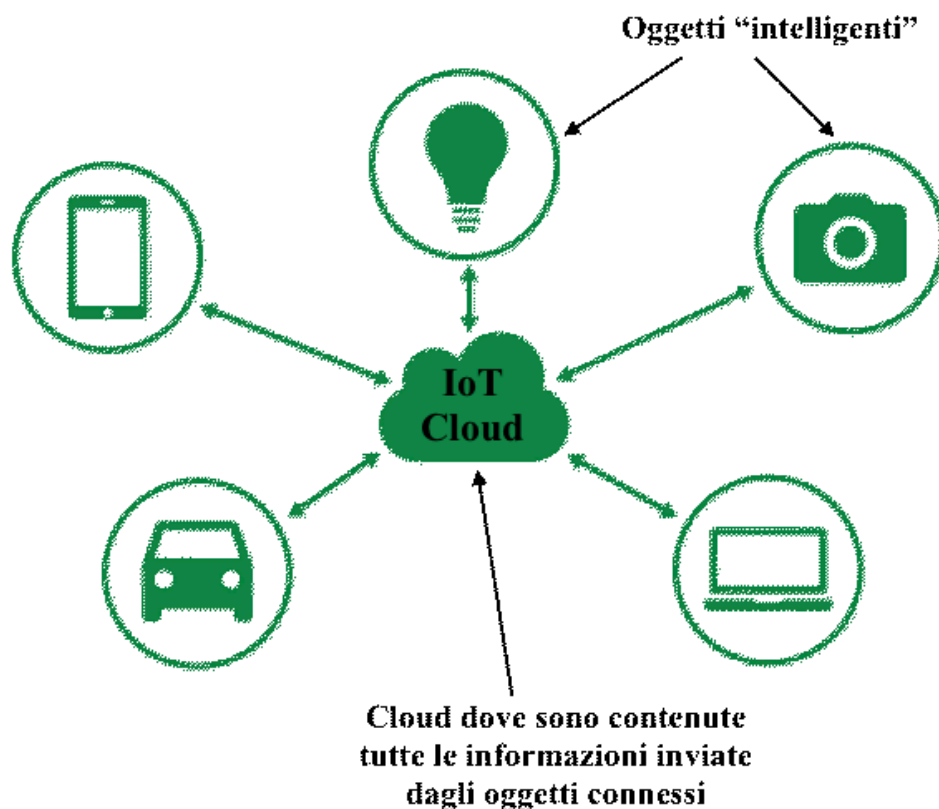 Oggetti “intelligenti”
IoT
Cloud
Cloud dove sono contenute
tutte le informazioni inviate
dagli oggetti connessi